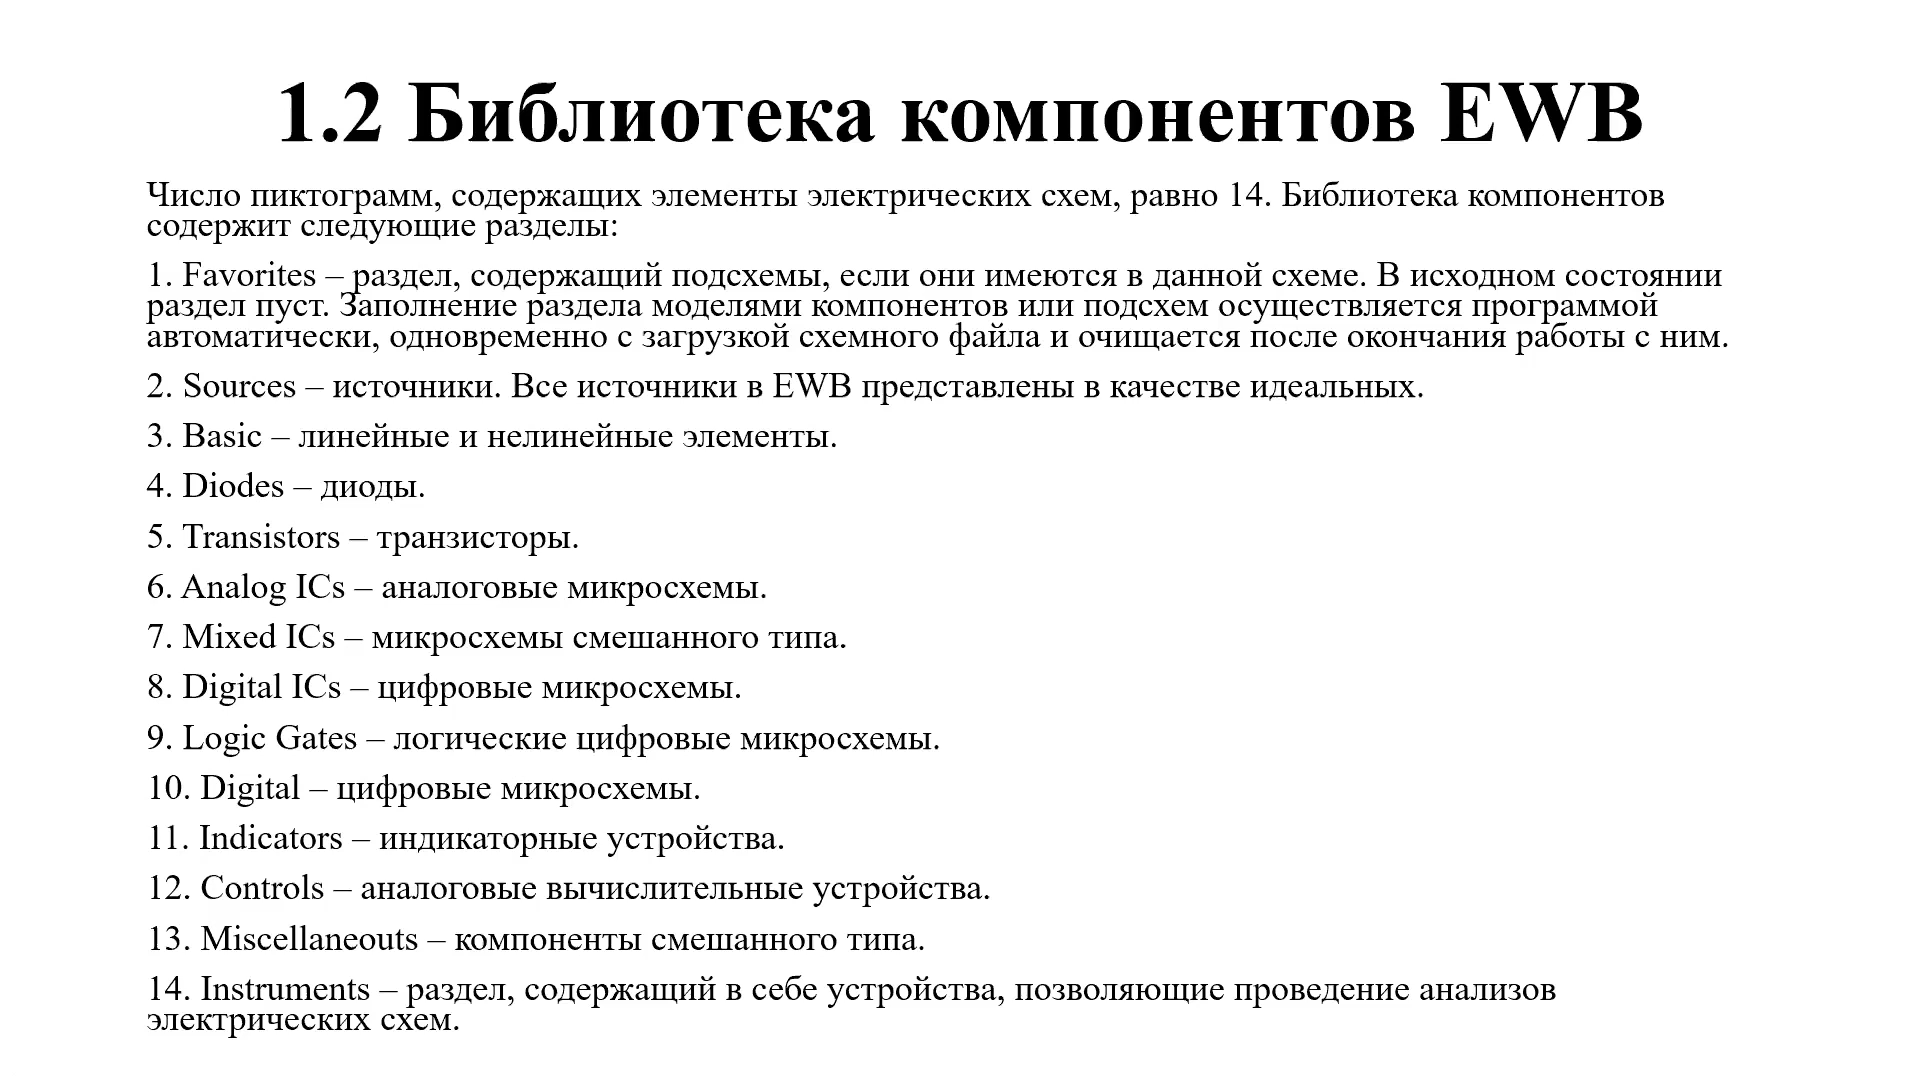 1.2 Библиотека компонентов EWB
Число пиктограмм, содержащих элементы электрических схем, равно 14. Библиотека компонентов
содержит следующие разделы:
1. Favorites – раздел, содержащий подсхемы, если они имеются в данной схеме. В исходном состоянии
раздел пуст. Заполнение раздела моделями компонентов или подсхем осуществляется программой
автоматически, одновременно с загрузкой схемного файла и очищается после окончания работы с ним.
2. Sources – источники. Все источники в EWB представлены в качестве идеальных.
3. Basic – линейные и нелинейные элементы.
4. Diodes – диоды.
5. Transistors – транзисторы.
6. Analog ICs – аналоговые микросхемы.
7. Mixed ICs – микросхемы смешанного типа.
8. Digital ICs – цифровые микросхемы.
9. Logic Gates – логические цифровые микросхемы.
10. Digital – цифровые микросхемы.
11. Indicators – индикаторные устройства.
12. Controls – аналоговые вычислительные устройства.
13. Miscellaneouts – компоненты смешанного типа.
14. Instruments – раздел, содержащий в себе устройства, позволяющие проведение анализов
электрических схем.